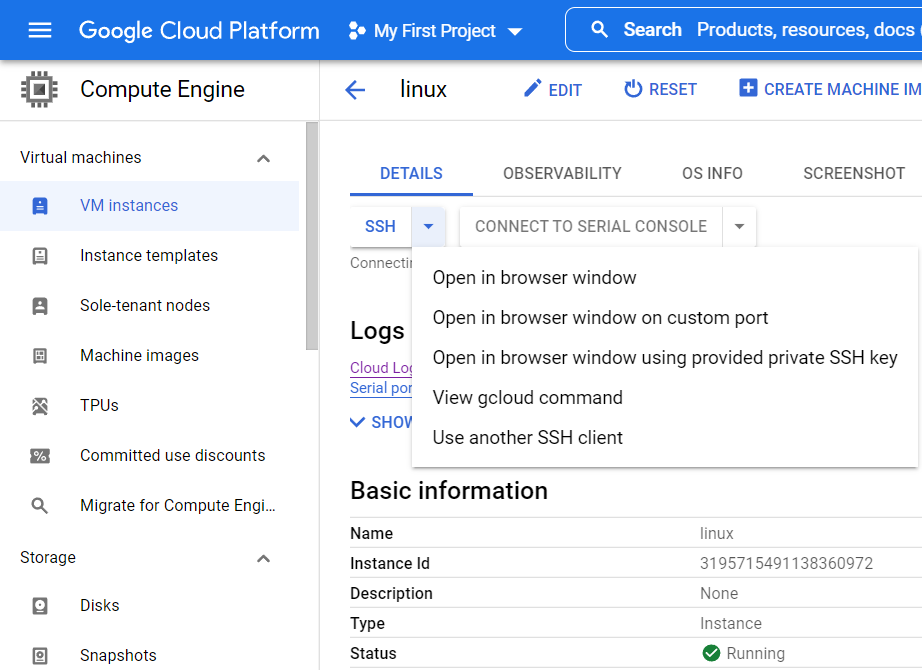 Google Cloud Platform
My First Project
Search Products, resources, docs
Compute Engine
linux
EDIT
RESET
CREATE MACHINE IM
Virtual machines
VM instances
Instance templates
Sole-tenant nodes
Machine images
TPUs
Committed use discounts
Migrate for Compute Engi...
Storage
Disks
Snapshots
DETAILS
OBSERVABILITY
OS INFO
SCREENSHOT
SSH
CONNECT TO SERIAL CONSOLE
Connectin
Open in browser window
Open in browser window on custom port
Open in browser window using provided private SSH key
View gcloud command
Use another SSH client
Logs
Cloud Log
Serial por
SHOW
Basic information
Name linux
Instance Id 3195715491138360972
Description None
Type Instance
Status Running